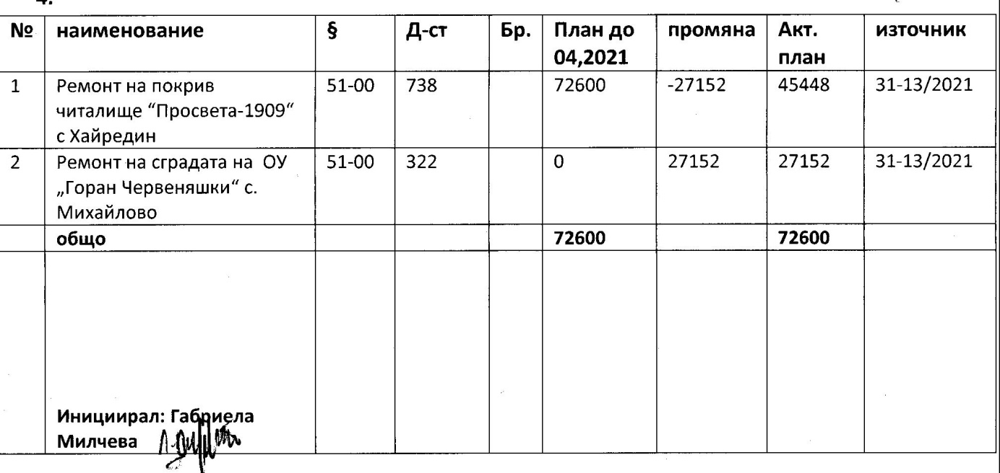 4.
№ наименование § Д-ст Бр. План до 04,2021 промяна Акт. план източник
1 Ремонт на покрив 51-00 738 72600 -27152 45448 31-13/2021
читалище “Просвета-1909“
с Хайредин
2 Ремонт на сградата на ОУ 51-00 322 0 27152 27152 31-13/2021
„Горан Червеняшки“ с.
Михайлово
общо 72600 72600
Инициирал: Габриела
Милчева